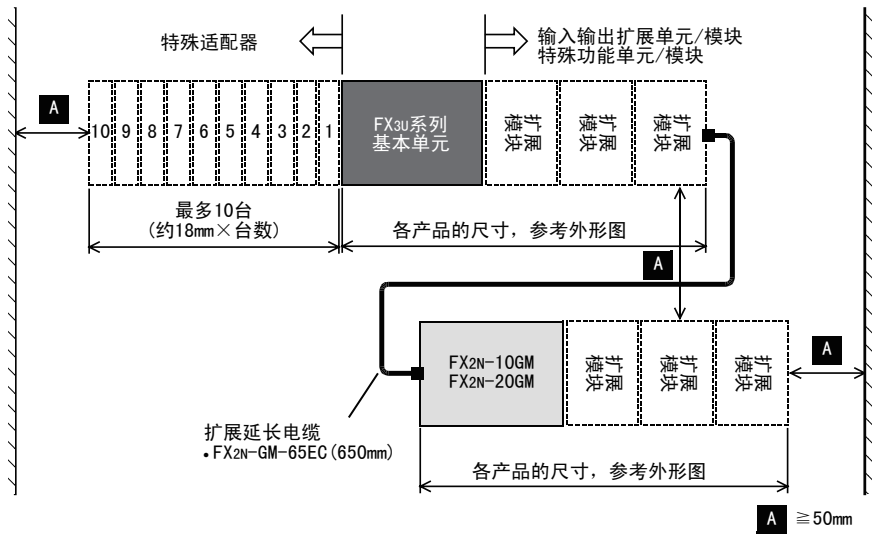 特殊适配器
输入输出扩展单元/模块
特殊功能单元/模块
A
10 9 8 7 6 5 4 3 2 1
FX3U系列
基本单元
扩展
模块
扩展
模块
扩展
模块
最多10台
(约18mm×台数)
各产品的尺寸，参考外形图
A
FX2N-10GM
FX2N-20GM
扩展
模块
扩展
模块
扩展
模块
A
扩展延长电缆
•FX2N-GM-65EC(650mm)
各产品的尺寸，参考外形图
A ≧50mm